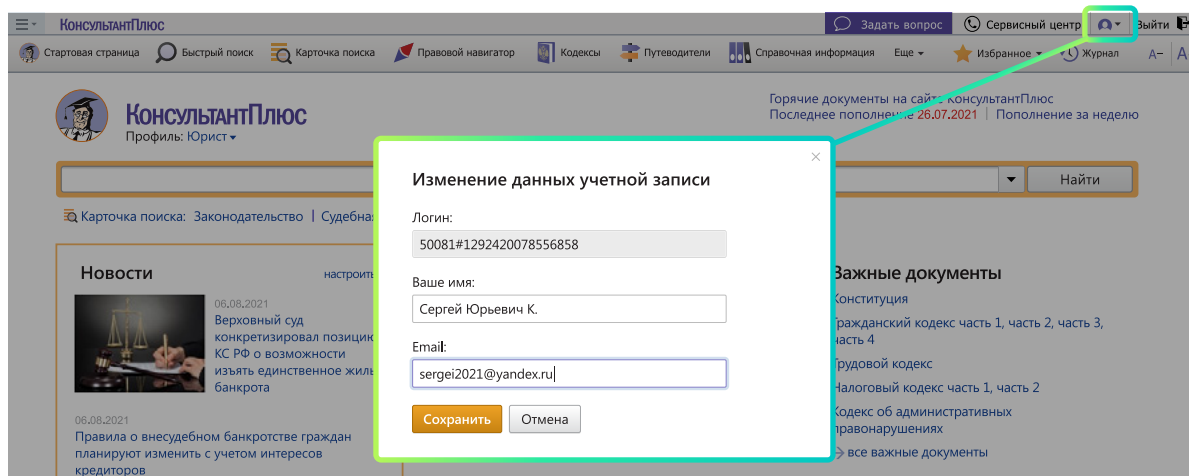 КонсультантПлюс
Задать вопрос
Сервисный центр
Выйти
Стартовая страница
Быстрый поиск
Карточка поиска
Правовой навигатор
Кодексы
Путеводители
Справочная информация
Еще
Избранное
Журнал
А−
КонсультантПлюс
Профиль: Юрист
Горячие документы на сайте КонсультантПлюс
Последнее пополнение 26.07.2021 | Пополнение за неделю
Найти
Карточка поиска: Законодательство | Судебная
Изменение данных учетной записи
Логин:
50081#1292420078556858
Ваше имя:
Сергей Юрьевич К.
Email:
sergei2021@yandex.ru
Сохранить
Отмена
Новости
настроить
06.08.2021
Верховный суд
конкретизировал позицию
КС РФ о возможности
изъять единственное жиль
банкрота
06.08.2021
Правила о внесудебном банкротстве граждан
планируют изменить с учетом интересов
кредиторов
Важные документы
Конституция
Гражданский кодекс часть 1, часть 2, часть 3,
часть 4
Трудовой кодекс
Налоговый кодекс часть 1, часть 2
Кодекс об административных
правонарушениях
все важные документы